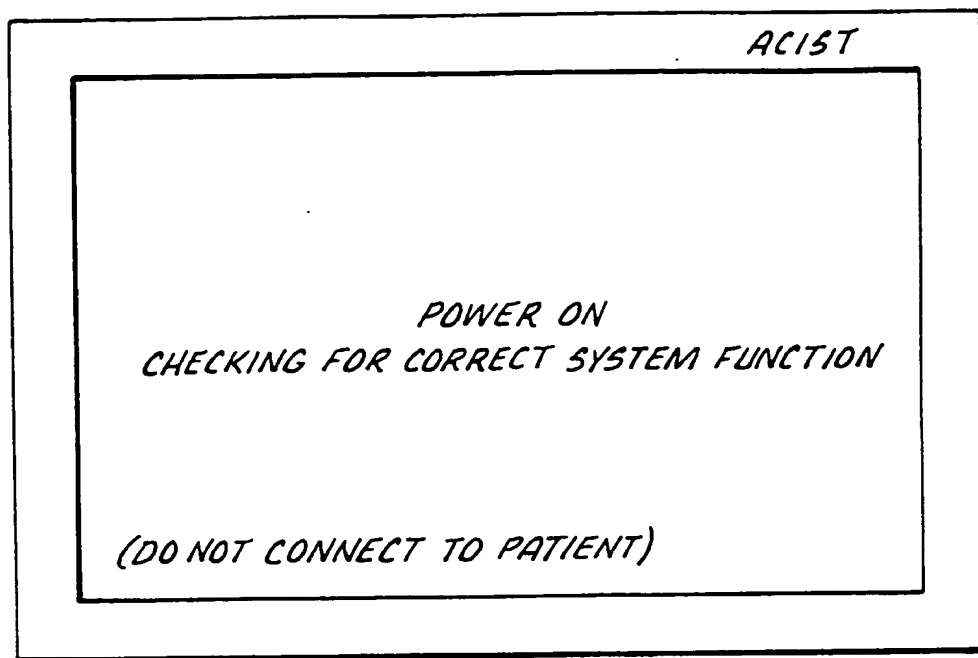 ACIST
POWER ON
CHECKING FOR CORRECT SYSTEM FUNCTION
(DO NOT CONNECT TO PATIENT)